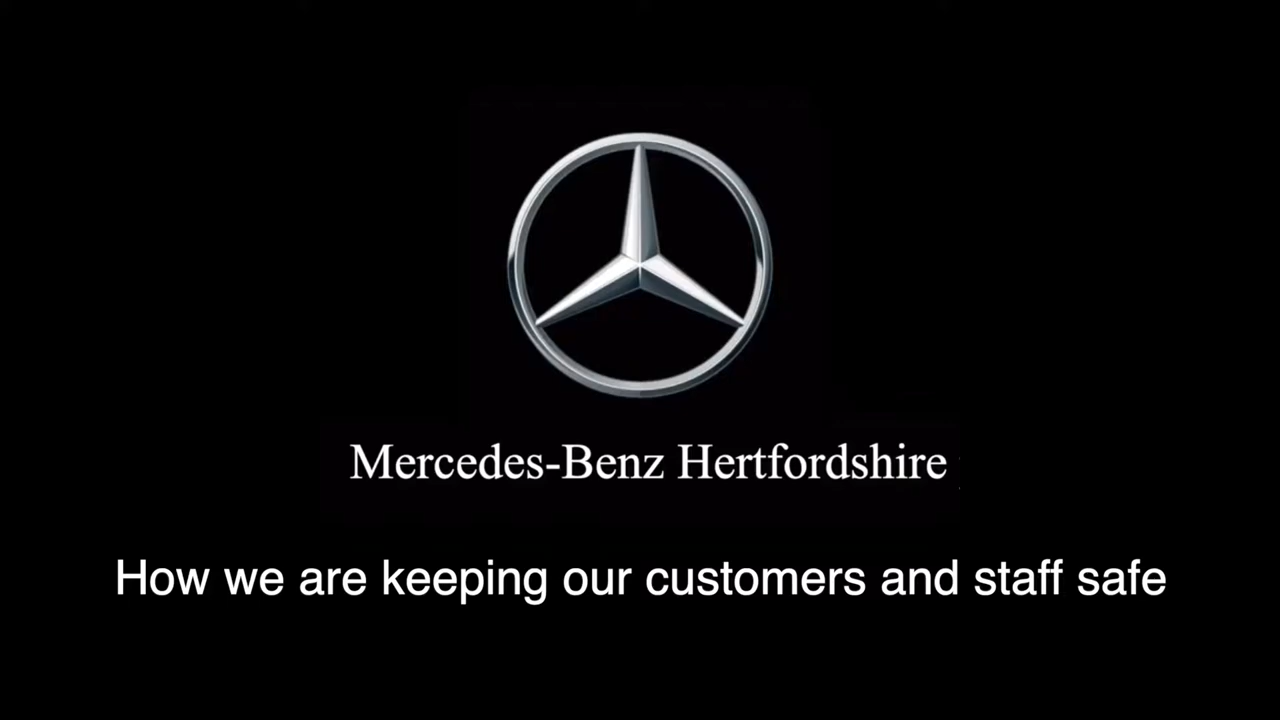 Mercedes-Benz Hertfordshire
How we are keeping our customers and staff safe